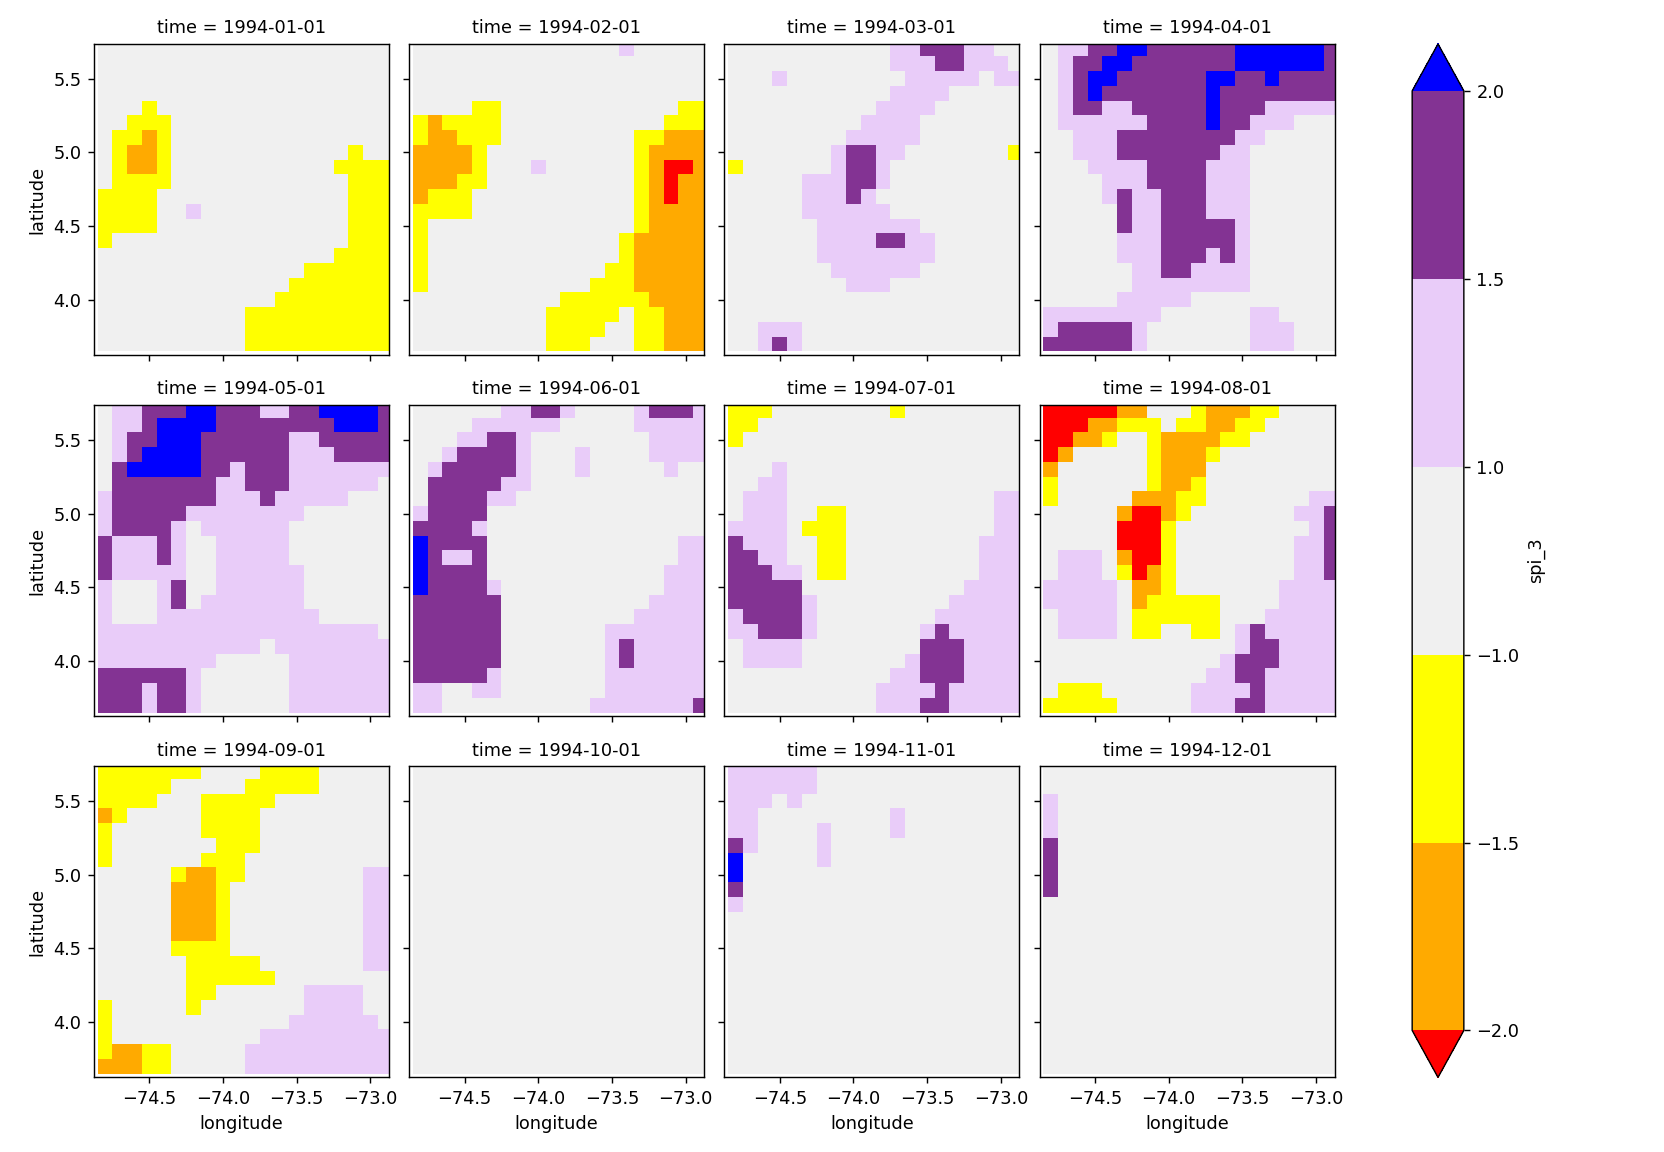 time = 1994-01-01
time = 1994-02-01
time = 1994-03-01
time = 1994-04-01
latitude
5.5
5.0
4.5
4.0
time = 1994-05-01
time = 1994-06-01
time = 1994-07-01
time = 1994-08-01
latitude
5.5
5.0
4.5
4.0
time = 1994-09-01
time = 1994-10-01
time = 1994-11-01
time = 1994-12-01
latitude
5.5
5.0
4.5
4.0
−74.5 −74.0 −73.5 −73.0
longitude
−74.5 −74.0 −73.5 −73.0
longitude
−74.5 −74.0 −73.5 −73.0
longitude
−74.5 −74.0 −73.5 −73.0
longitude
2.0
1.5
1.0
−1.0
−1.5
−2.0
spi_3